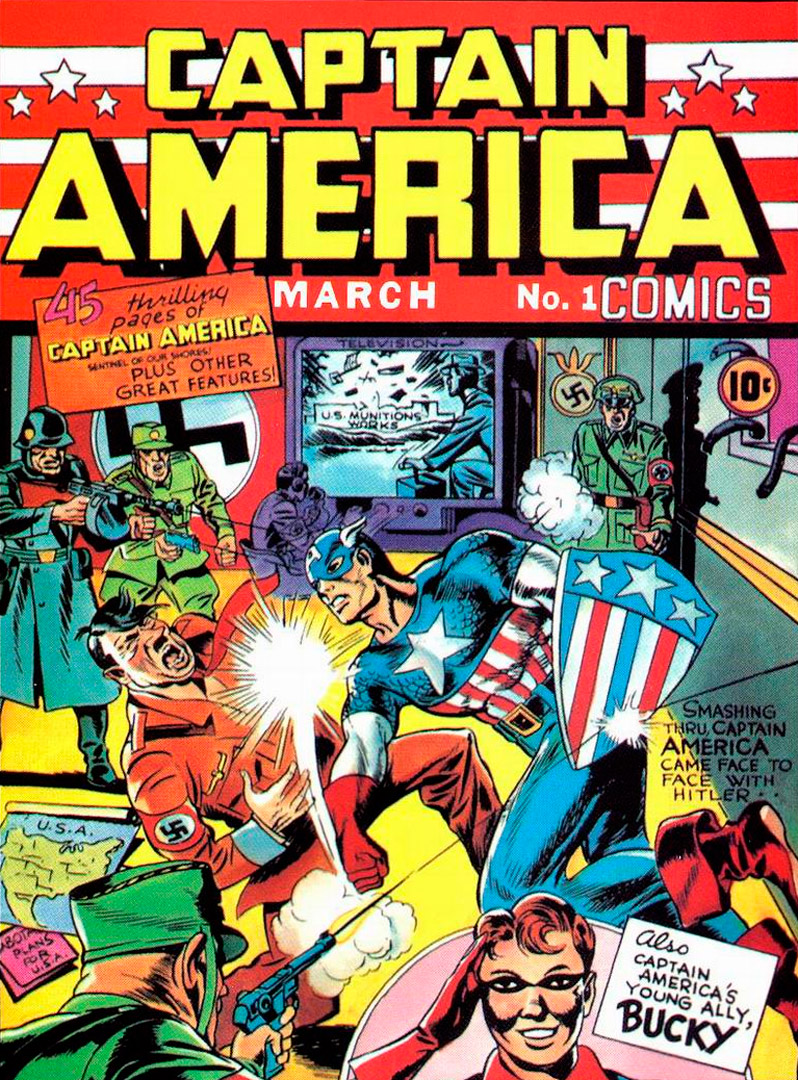 CAPTAIN
AMERICA
MARCH No. 1 COMICS
45 thrilling
pages of
CAPTAIN AMERICA
SENTINEL OF OUR SHORES!
PLUS OTHER
GREAT FEATURES!
TELEVISION
U.S. MUNITIONS
WORKS
10¢
SMASHING
THRU, CAPTAIN
AMERICA
CAME FACE TO
FACE WITH
HITLER . .
U.S.A.
PLANS
FOR
U.S.A.
Also
CAPTAIN
AMERICA'S
YOUNG ALLY,
BUCKY